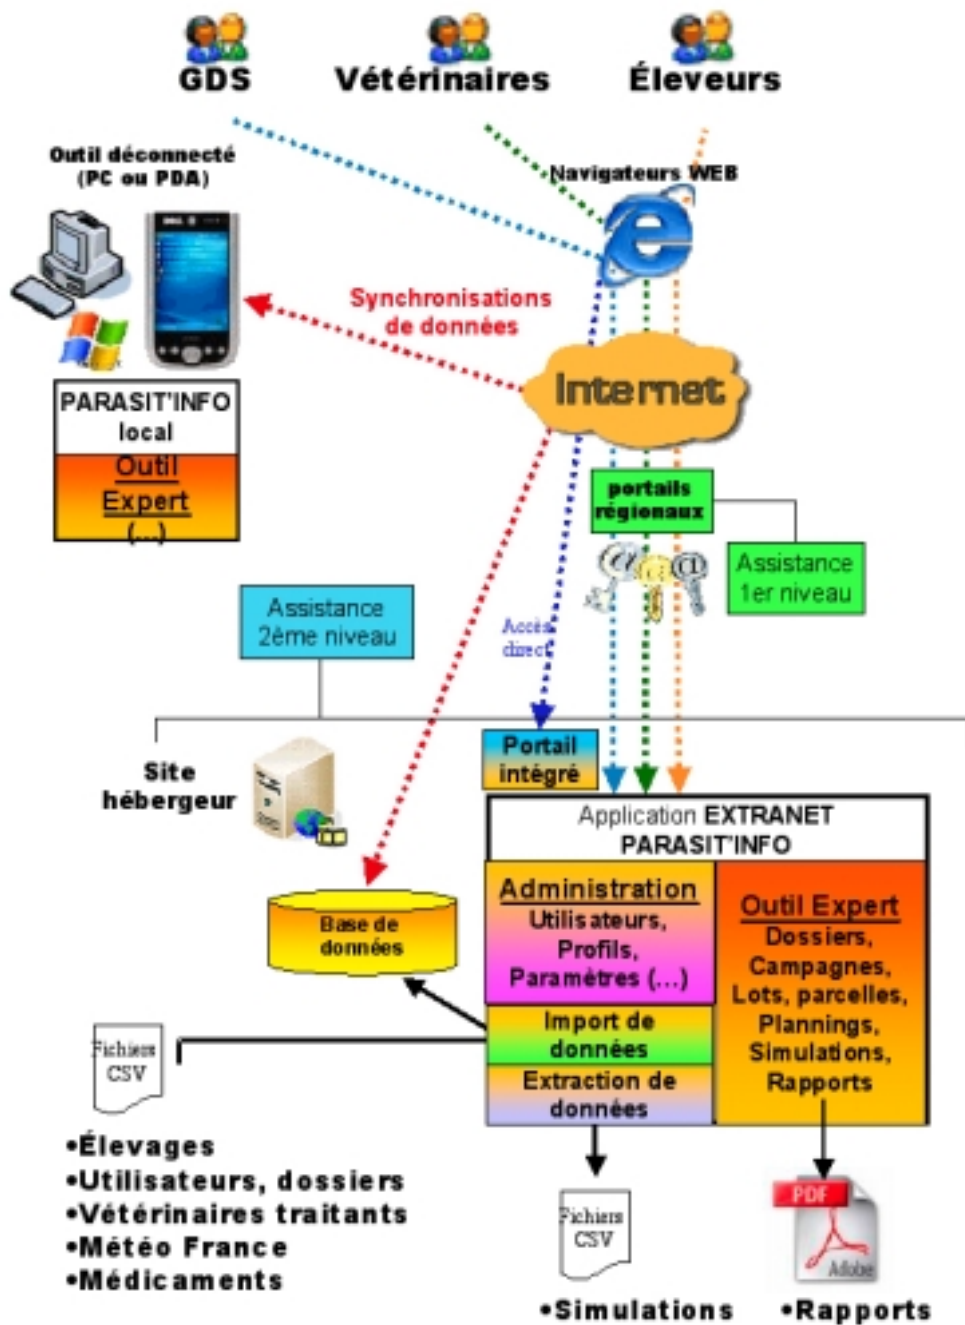 GDS
Vétérinaires
Éleveurs
Outil déconnecté
(PC ou PDA)
Navigateurs WEB
DELL
Synchronisations
de données
Internet
PARASIT'INFO
local
Outil
Expert
(...)
portails
régionaux
Assistance
1er niveau
Assistance
2ème niveau
Accès
direct
Portail
intégré
Site
hébergeur
Application EXTRANET
PARASIT'INFO
Administration
Utilisateurs,
Profils,
Paramètres (...)
Outil Expert
Dossiers,
Campagnes,
Lots, parcelles,
Plannings,
Simulations,
Rapports
Base de
données
Import de
données
Extraction de
données
Fichiers
CSV
•Élevages
•Utilisateurs, dossiers
•Vétérinaires traitants
•Météo France
•Médicaments
Fichiers
CSV
•Simulations
PDF
Adobe
•Rapports